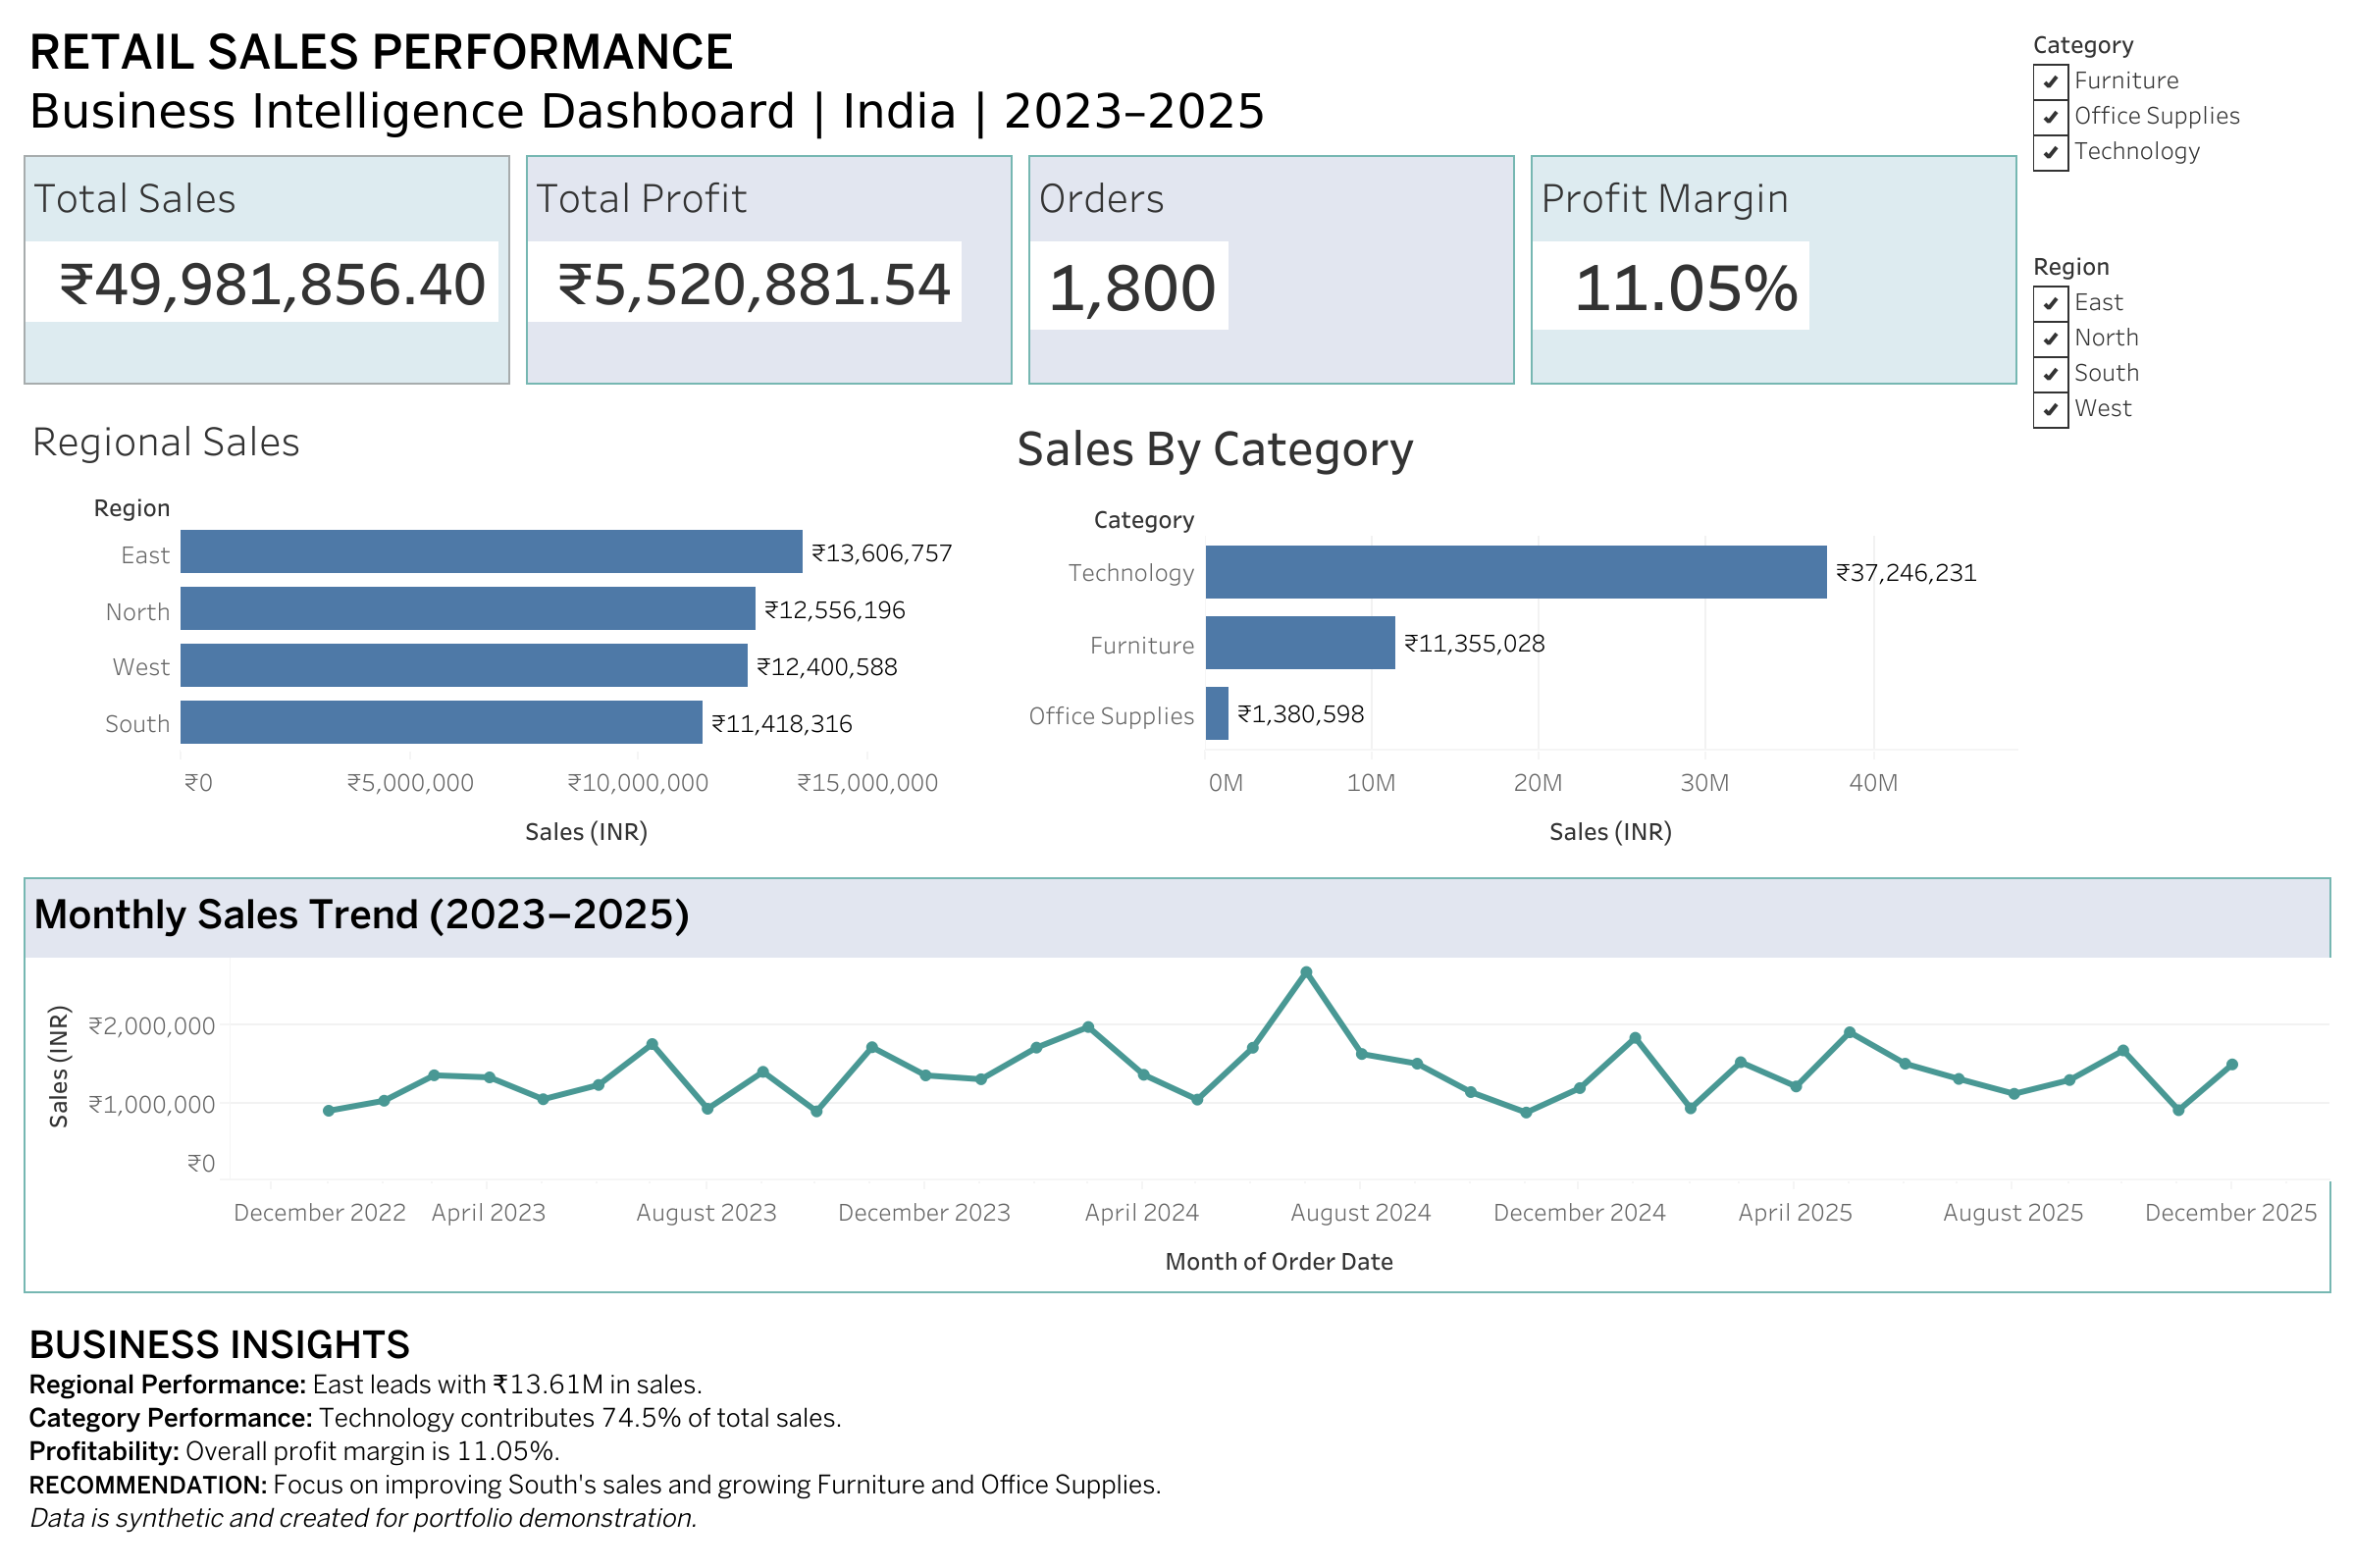 RETAIL SALES PERFORMANCE
Business Intelligence Dashboard | India | 2023–2025
Category
Furniture
Office Supplies
Technology
Region
East
North
South
West
Total Sales
₹49,981,856.40
Total Profit
₹5,520,881.54
Orders
1,800
Profit Margin
11.05%
Regional Sales
Region
East
₹13,606,757
North
₹12,556,196
West
₹12,400,588
South
₹11,418,316
₹0
₹5,000,000
₹10,000,000
₹15,000,000
Sales (INR)
Sales By Category
Category
Technology
₹37,246,231
Furniture
₹11,355,028
Office Supplies
₹1,380,598
0M
10M
20M
30M
40M
Sales (INR)
Monthly Sales Trend (2023–2025)
Sales (INR)
₹2,000,000
₹1,000,000
₹0
December 2022
April 2023
August 2023
December 2023
April 2024
August 2024
December 2024
April 2025
August 2025
December 2025
Month of Order Date
BUSINESS INSIGHTS
Regional Performance: East leads with ₹13.61M in sales.
Category Performance: Technology contributes 74.5% of total sales.
Profitability: Overall profit margin is 11.05%.
RECOMMENDATION: Focus on improving South's sales and growing Furniture and Office Supplies.
Data is synthetic and created for portfolio demonstration.